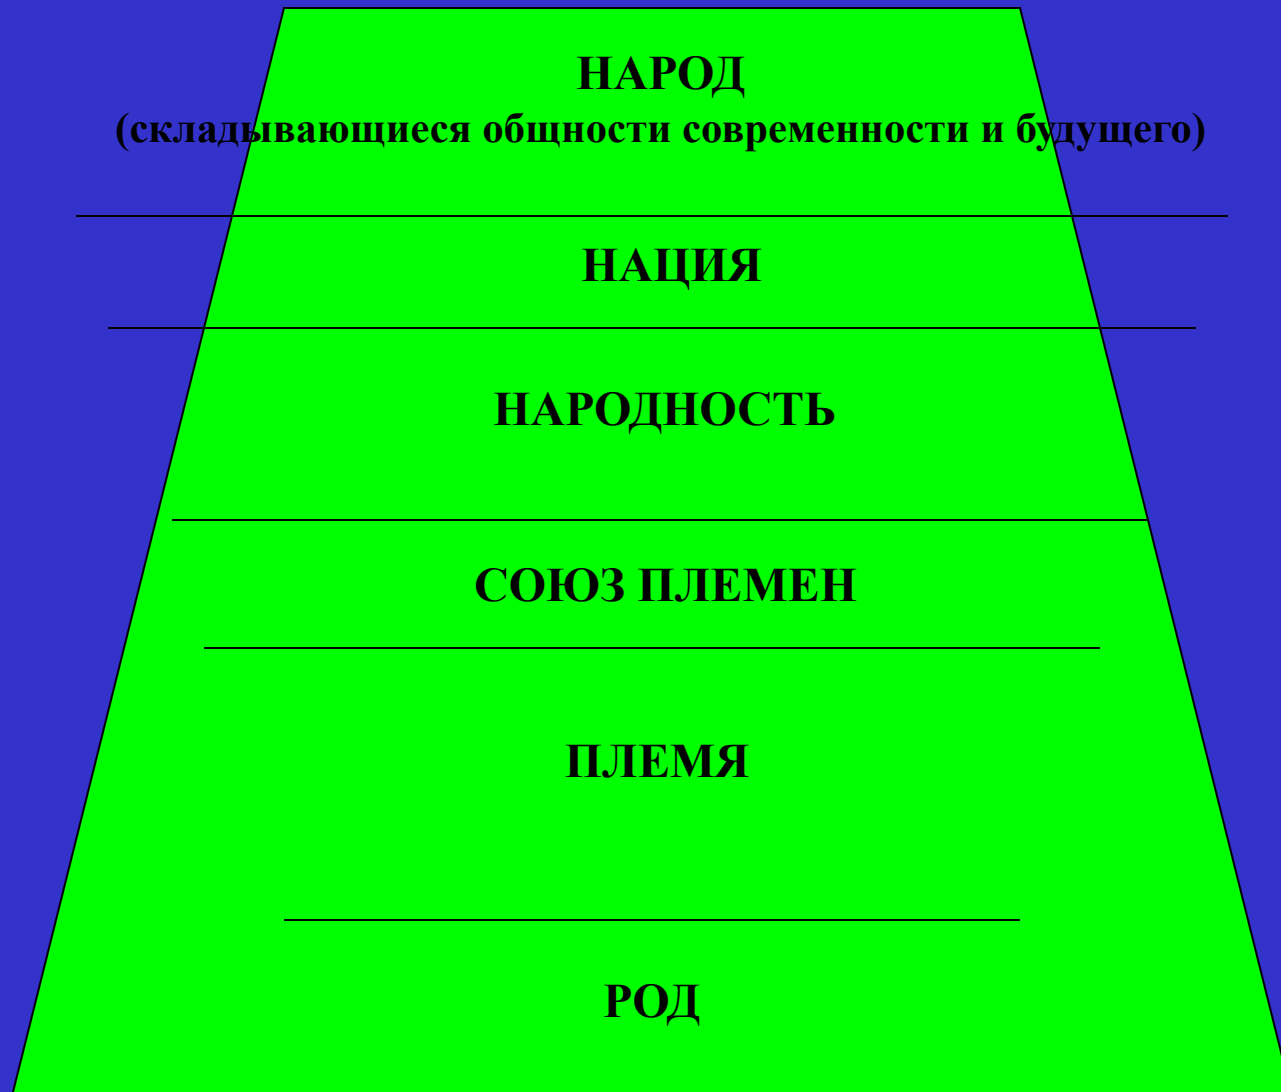 НАРОД
(складывающиеся общности современности и будущего)
НАЦИЯ
НАРОДНОСТЬ
СОЮЗ ПЛЕМЕН
ПЛЕМЯ
РОД